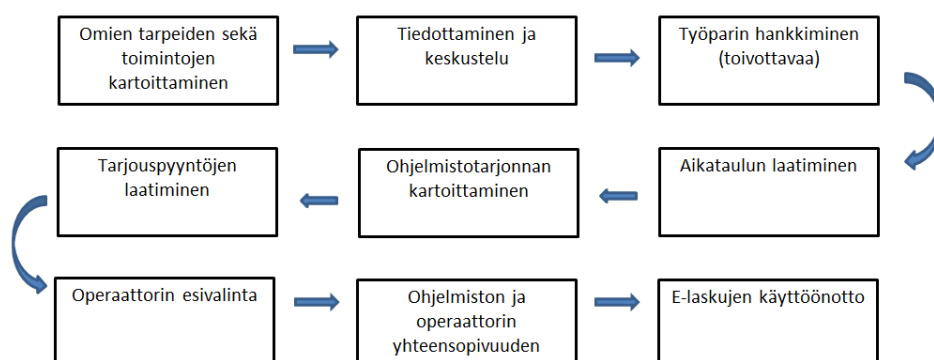 Omien tarpeiden sekä
toimintojen
kartoittaminen
Tiedottaminen ja
keskustelu
Työparin hankkiminen
(toivottavaa)
Aikataulun laatiminen
Ohjelmistotarjonnan
kartoittaminen
Tarjouspyyntöjen
laatiminen
Operaattorin esivalinta
Ohjelmiston ja
operaattorin
yhteensopivuuden
E-laskujen käyttöönotto